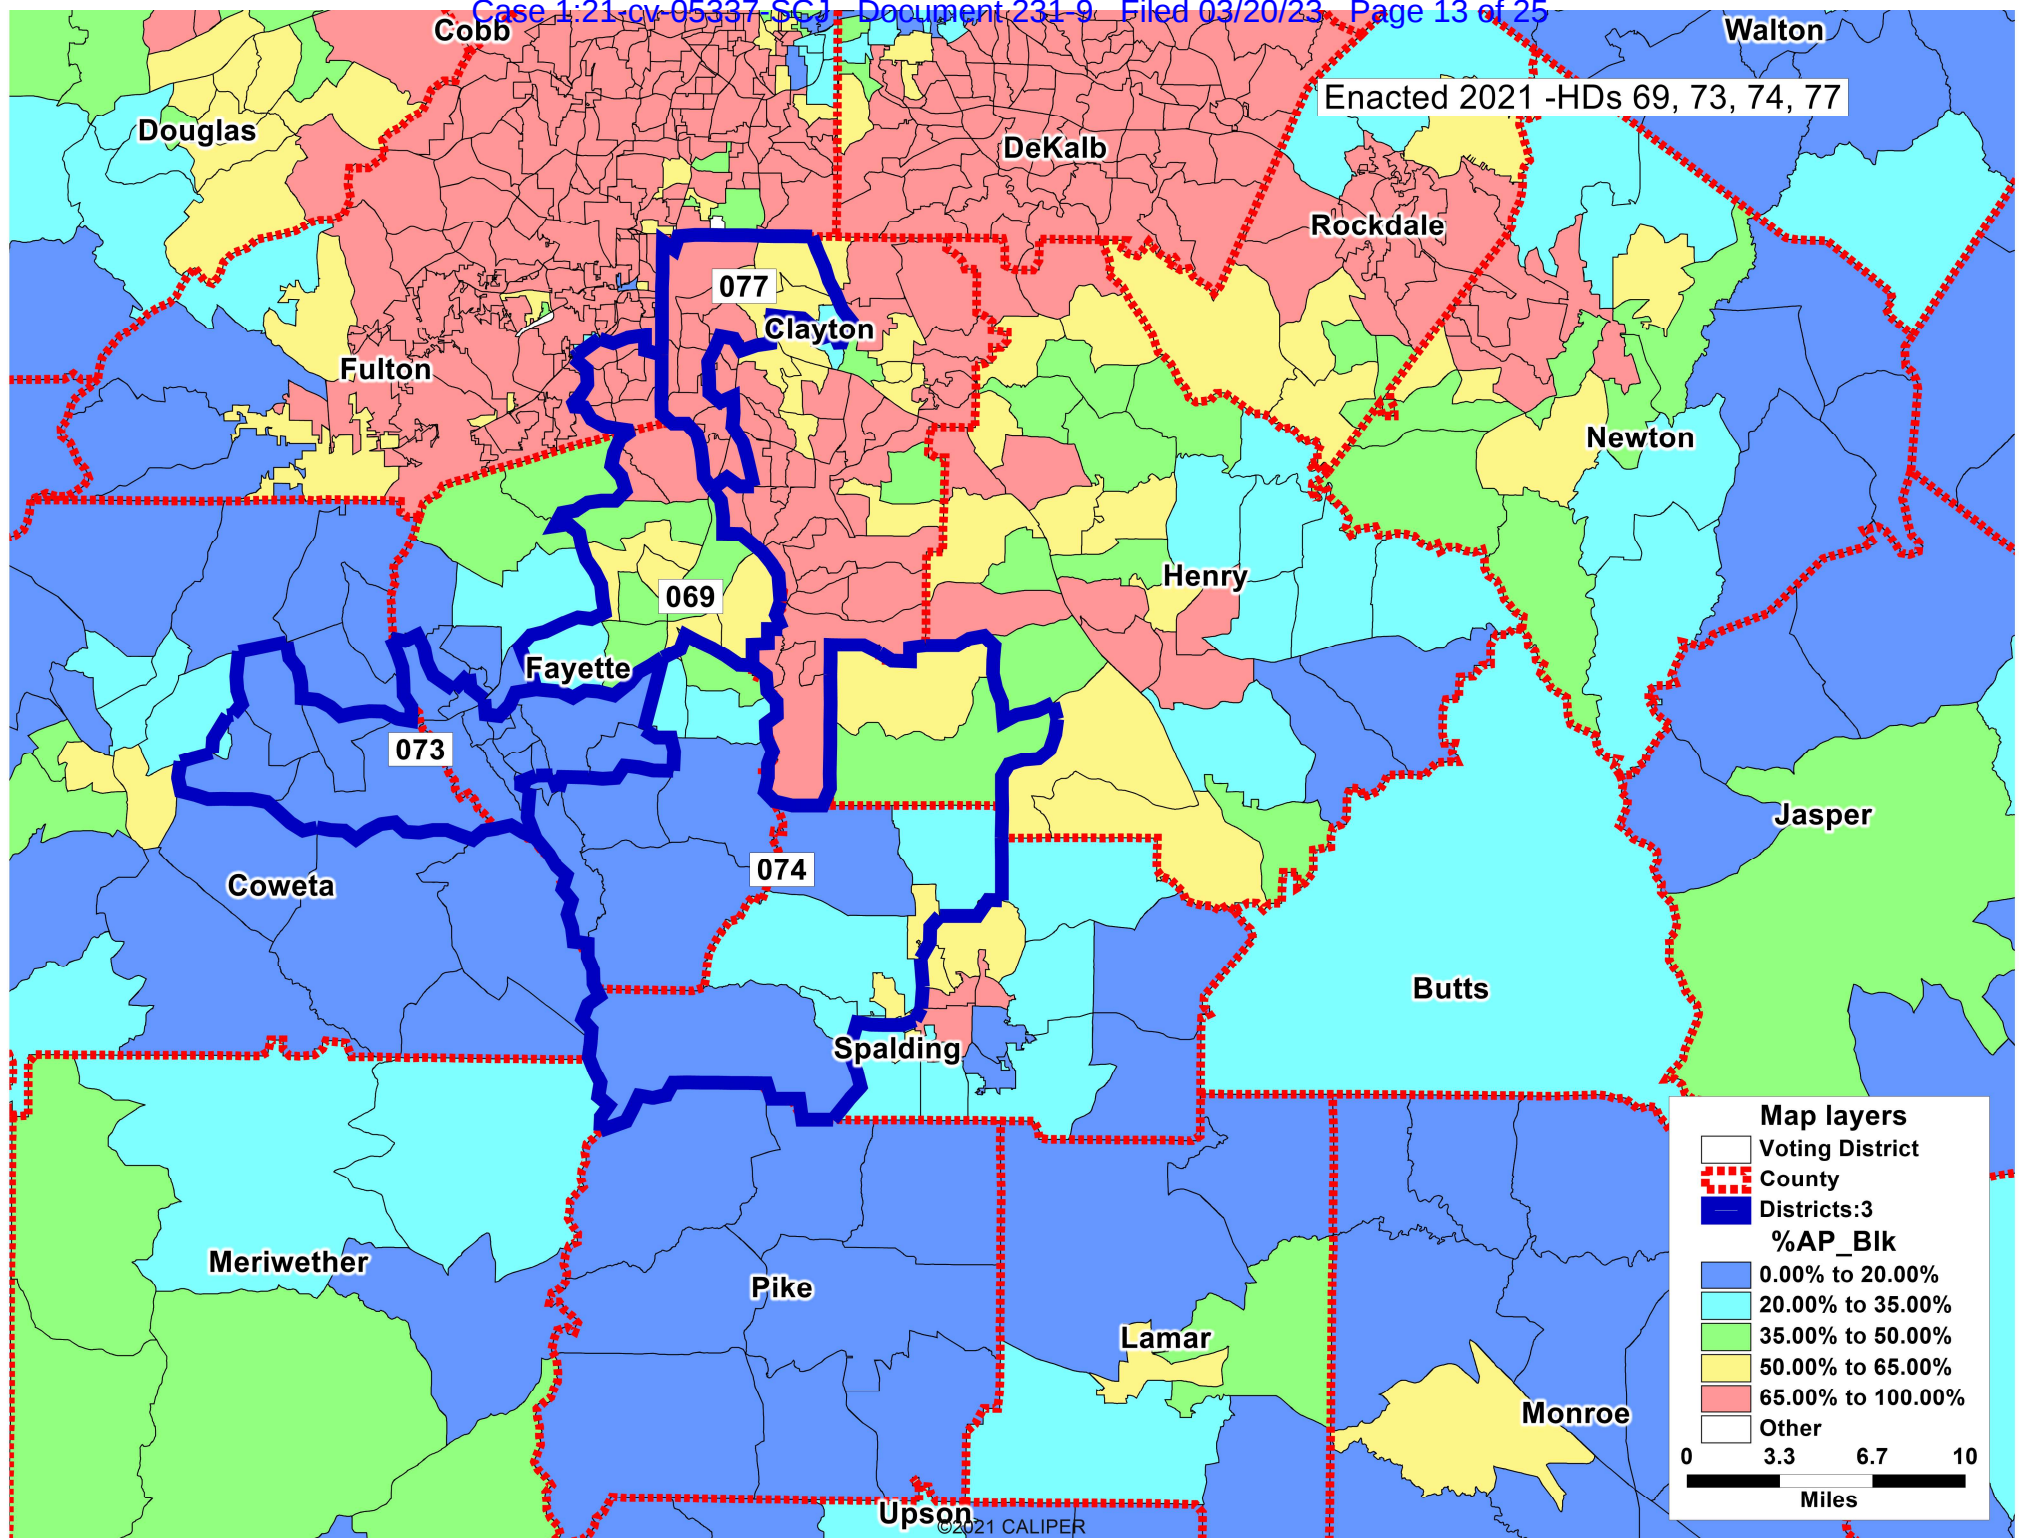 Case 1:21-cv-05337-SCJ Document 231-9 Filed 03/20/23 Page 13 of 25
Cobb
Walton
Enacted 2021 -HDs 69, 73, 74, 77
Douglas
DeKalb
Rockdale
077
Clayton
Fulton
Newton
Henry
069
Fayette
073
Jasper
074
Coweta
Butts
Spalding
Meriwether
Pike
Lamar
Monroe
Upson
©2021 CALIPER
Map layers
Voting District
County
Districts:3
%AP_Blk
0.00% to 20.00%
20.00% to 35.00%
35.00% to 50.00%
50.00% to 65.00%
65.00% to 100.00%
Other
0 3.3 6.7 10
Miles